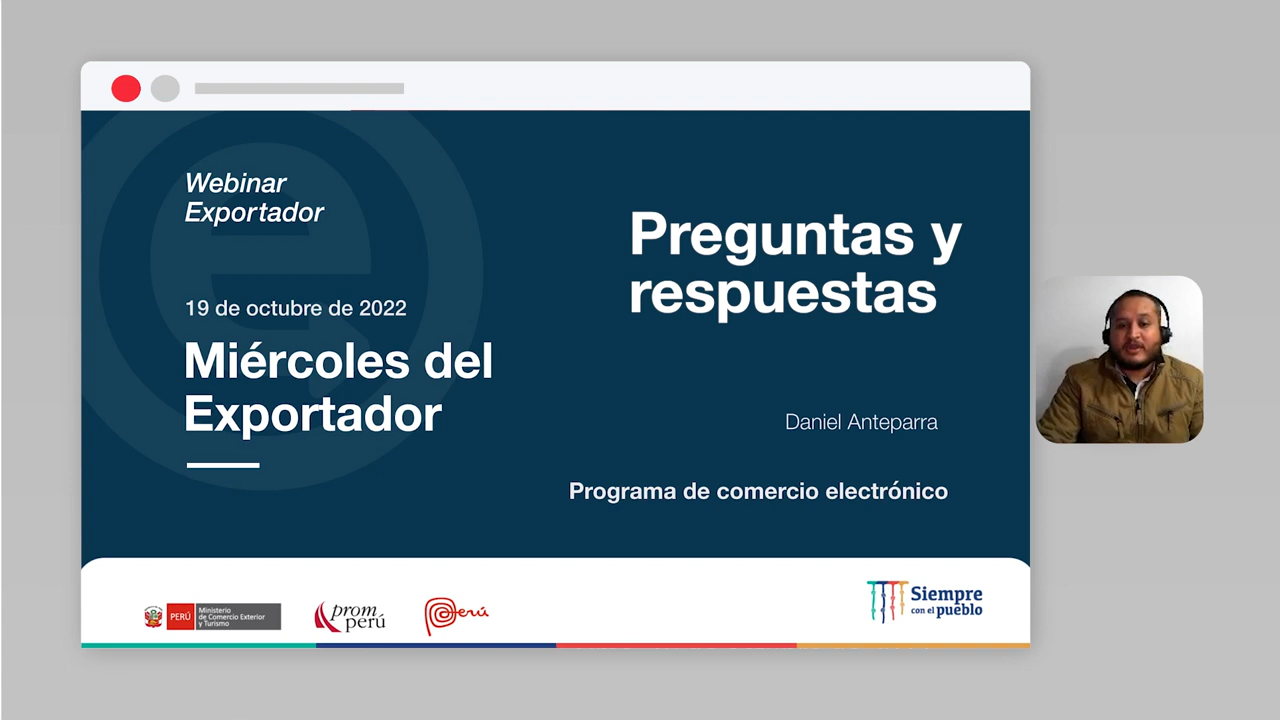 Webinar
Exportador
19 de octubre de 2022
Miércoles del
Exportador
Preguntas y
respuestas
Daniel Anteparra
Programa de comercio electrónico
PERÚ
Ministerio
de Comercio Exterior
y Turismo
prom
perú
Perú
Siempre
con el pueblo